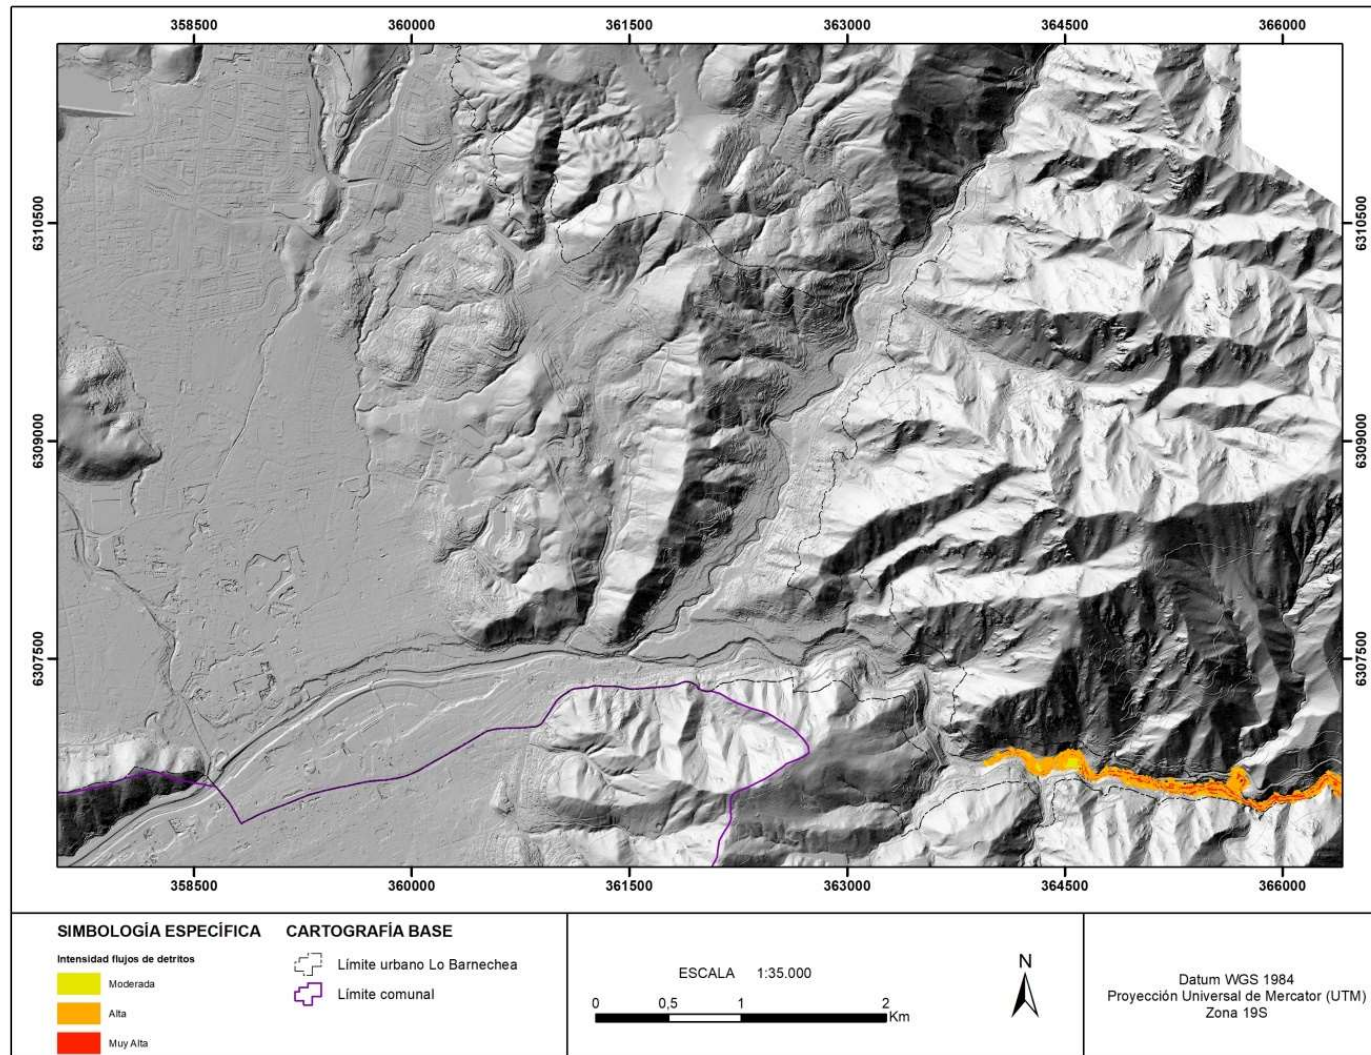 358500 360000 361500 363000 364500 366000
6310500 6310500
6309000 6309000
6307500 6307500
358500 360000 361500 363000 364500 366000
SIMBOLOGÍA ESPECÍFICA
Intensidad flujos de detritos
Moderada
Alta
Muy Alta
CARTOGRAFÍA BASE
Límite urbano Lo Barnechea
Límite comunal
ESCALA 1:35.000
0 0,5 1 2
Km
N
Datum WGS 1984
Proyección Universal de Mercator (UTM)
Zona 19S